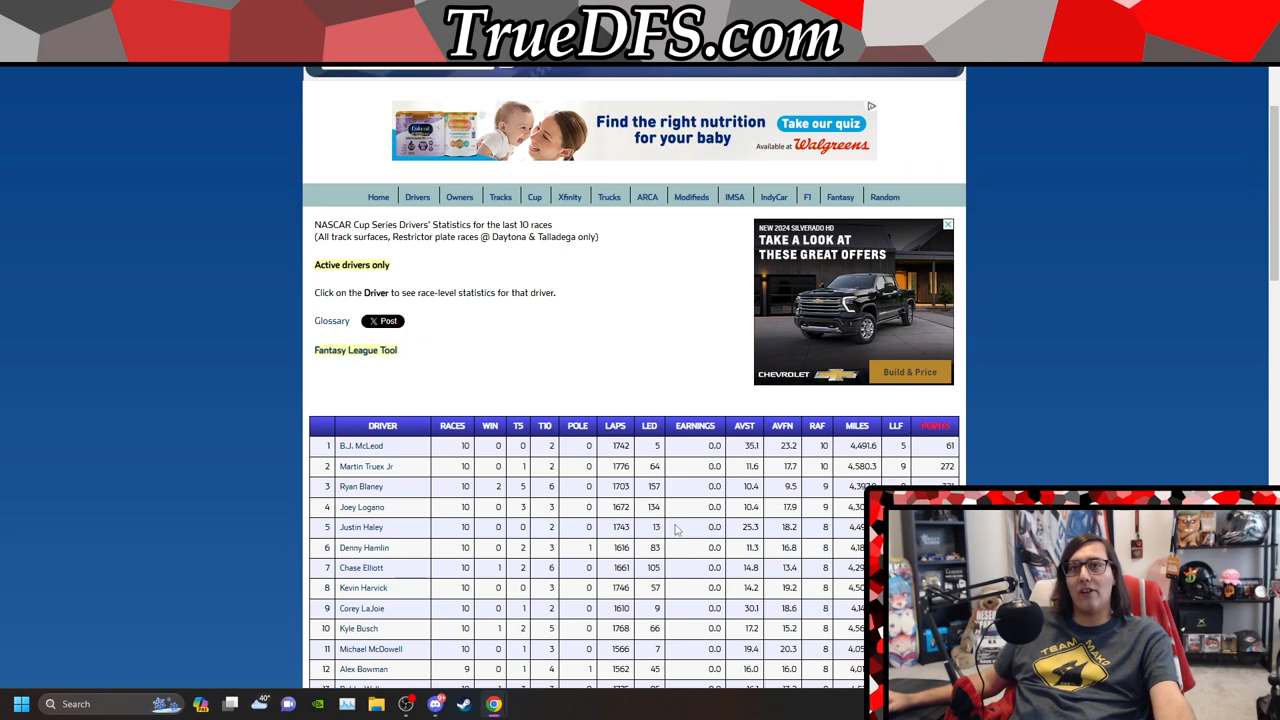 TrueDFS.com
Find the right nutrition
for your baby
Take our quiz
Available at Walgreens
Home Drivers Owners Tracks Cup Xfinity Trucks ARCA Modifieds IMSA IndyCar F1 Fantasy Random
NASCAR Cup Series Drivers' Statistics for the last 10 races
(All track surfaces, Restrictor plate races @ Daytona & Talladega only)
Active drivers only
Click on the Driver to see race-level statistics for that driver.
Glossary X Post
Fantasy League Tool
NEW 2024 SILVERADO HD
TAKE A LOOK AT
THESE GREAT OFFERS
CHEVROLET Build & Price
DRIVER RACES WIN T5 T10 POLE LAPS LED EARNINGS AVST AVFN RAF MILES LLF POINTS
1 B.J. McLeod 10 0 0 2 0 1742 5 0.0 35.1 23.2 10 4,491.6 5 61
2 Martin Truex Jr 10 0 1 2 0 1776 64 0.0 11.6 17.7 10 4,580.3 9 272
3 Ryan Blaney 10 2 5 6 0 1703 157 0.0 10.4 9.5 9
4 Joey Logano 10 0 3 3 0 1672 134 0.0 10.4 17.9 9
5 Justin Haley 10 0 0 2 0 1743 13 0.0 25.3 18.2 8
6 Denny Hamlin 10 0 2 3 1 1616 83 0.0 11.3 16.8 8
7 Chase Elliott 10 1 2 6 0 1661 105 0.0 14.8 13.4 8
8 Kevin Harvick 10 0 0 3 0 1746 57 0.0 14.2 19.2 8
9 Corey LaJoie 10 0 1 2 0 1610 9 0.0 30.1 18.6 8
10 Kyle Busch 10 1 2 5 0 1768 66 0.0 17.2 15.2 8
11 Michael McDowell 10 0 1 3 0 1566 7 0.0 19.4 20.3 8
12 Alex Bowman 9 0 1 4 1 1562 45 0.0 16.0 16.0 8
TEAM
Search
40°